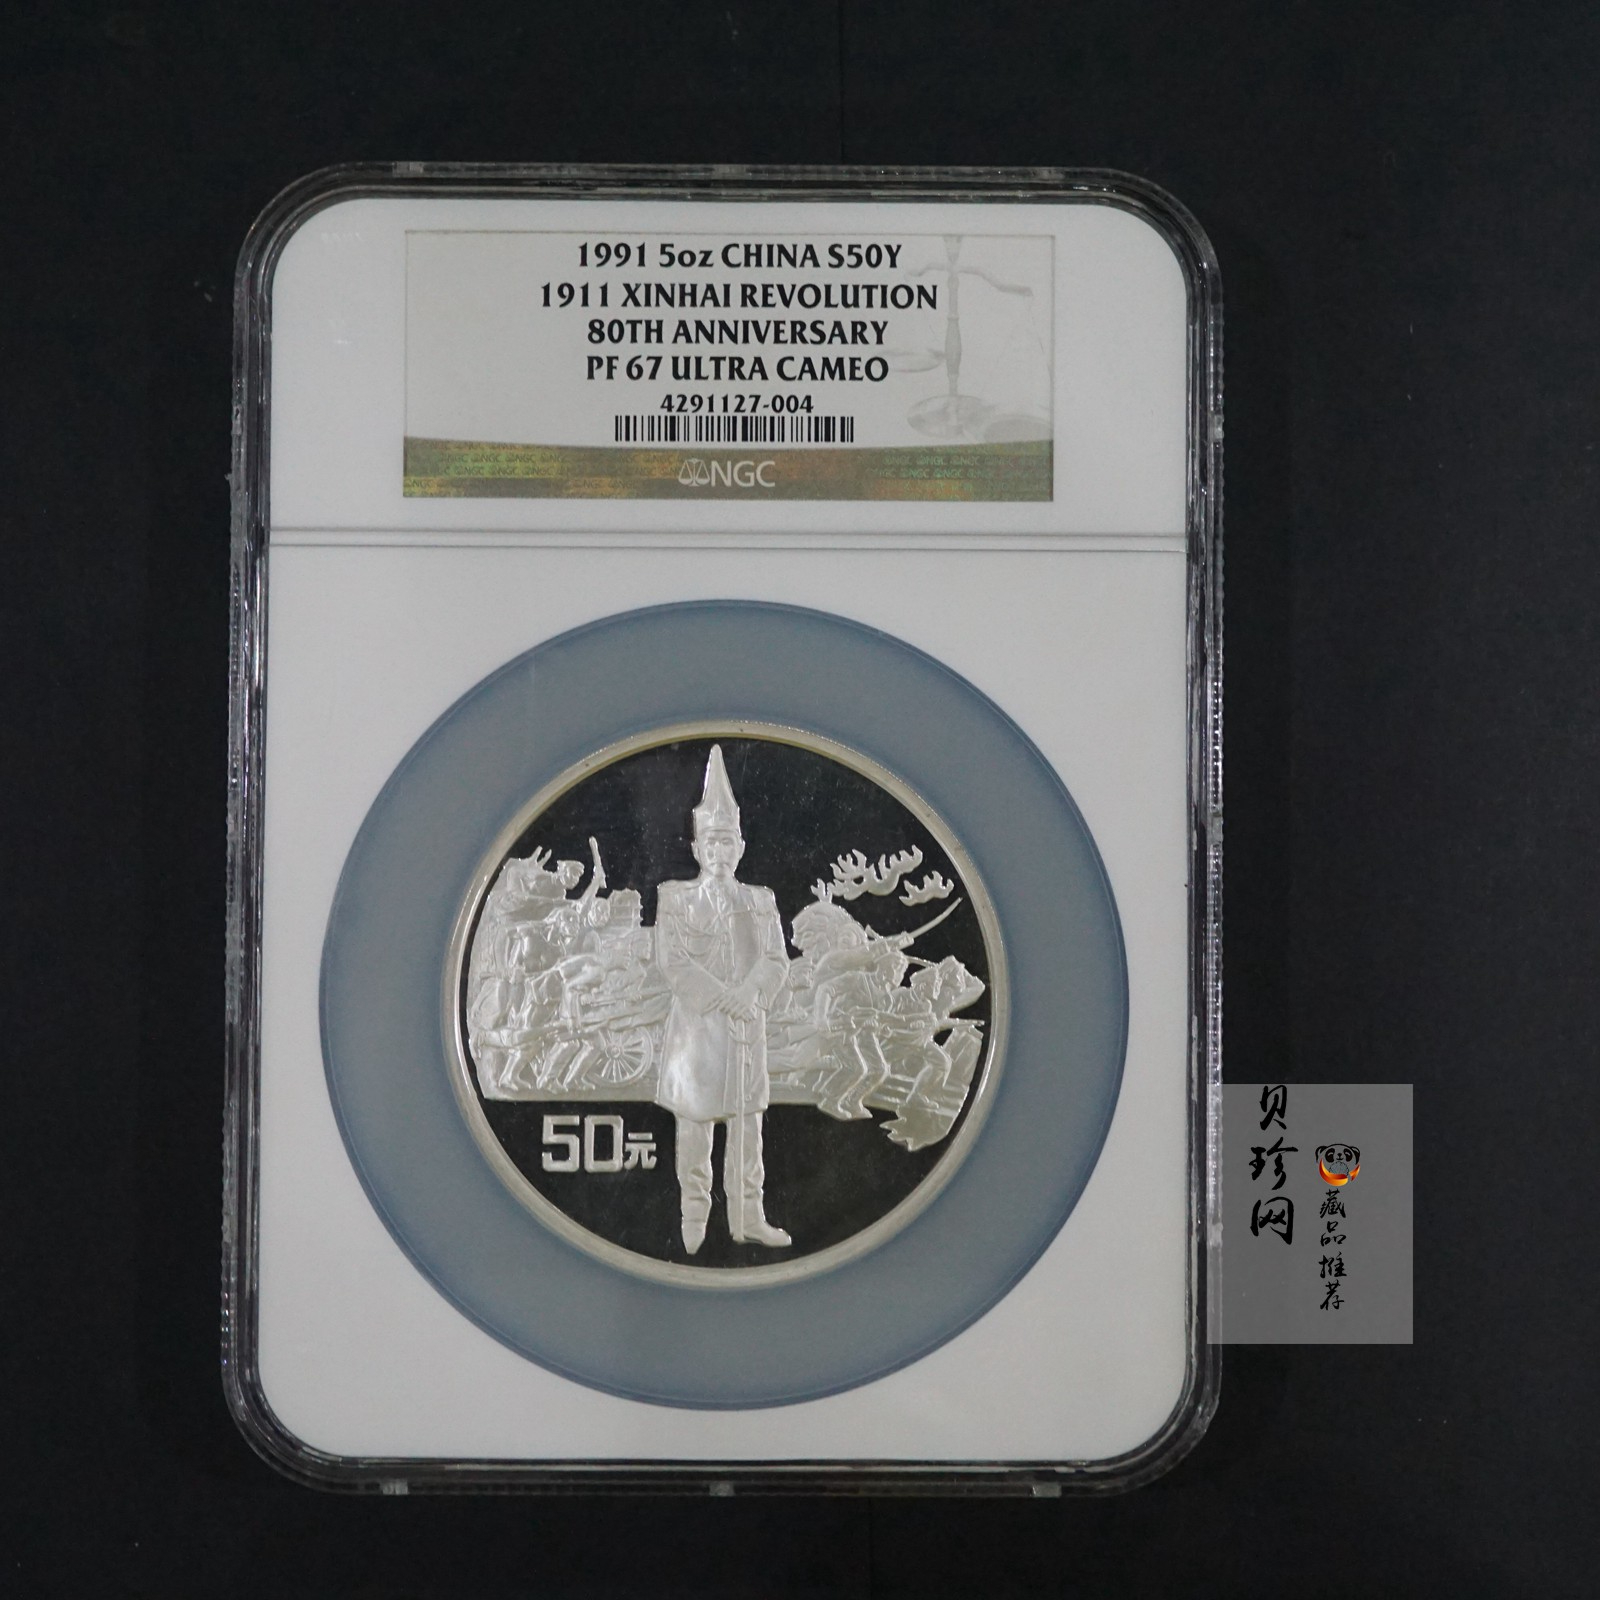 1991 5oz CHINA S50Y
1911 XINHAI REVOLUTION
80TH ANNIVERSARY
PF 67 ULTRA CAMEO
4291127-004
NGC
50元
贝珍网
藏品推荐